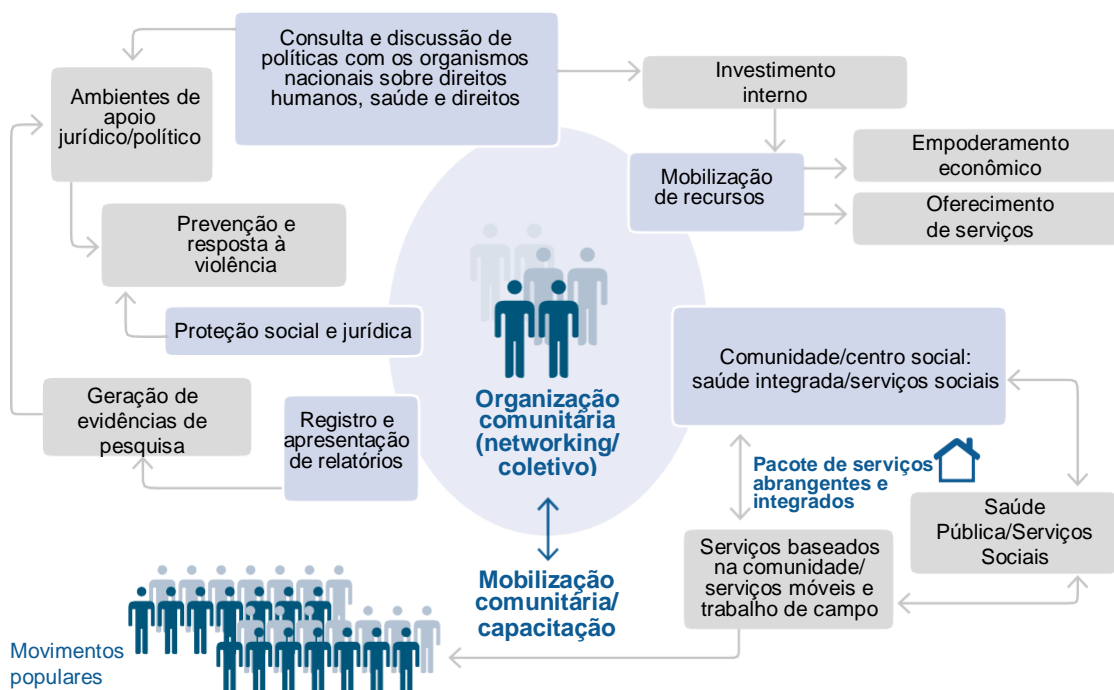 Consulta e discussão de
políticas com os organismos
nacionais sobre direitos
humanos, saúde e direitos
Investimento
interno
Ambientes de
apoio
jurídico/político
Empoderamento
econômico
Mobilização
de recursos
Oferecimento
de serviços
Prevenção e
resposta à
violência
Proteção social e jurídica
Comunidade/centro social:
saúde integrada/serviços sociais
Geração de
evidências de
pesquisa
Registro e
apresentação
de relatórios
Organização
comunitária
(networking/
coletivo)
Pacote de serviços
abrangentes e
integrados
Saúde
Pública/Serviços
Sociais
Serviços baseados
na comunidade/
serviços móveis e
trabalho de campo
Mobilização
comunitária/
capacitação
Movimentos
populares